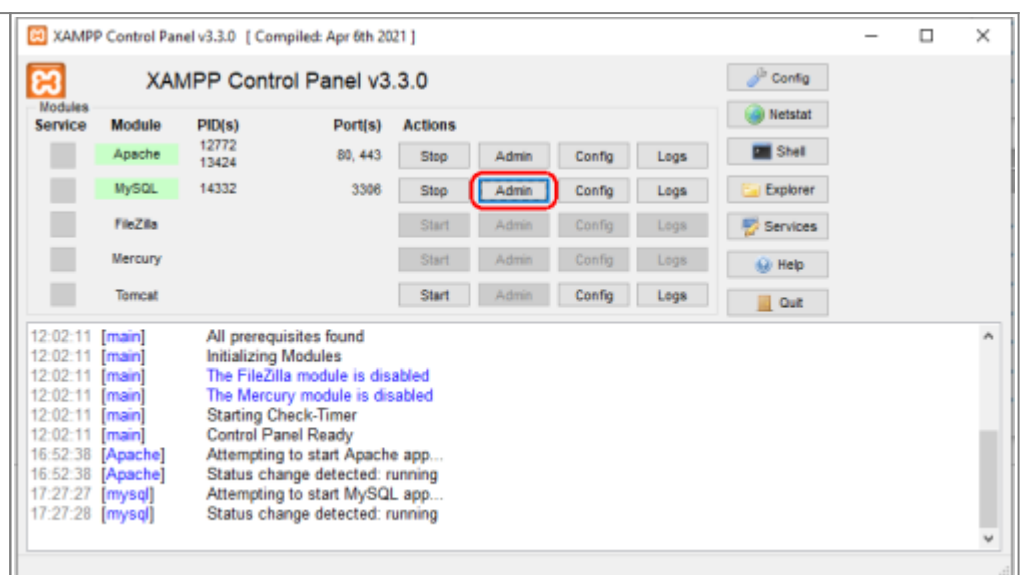 XAMPP Control Panel v3.3.0 [ Compiled: Apr 6th 2021 ]
XAMPP Control Panel v3.3.0
Config
Modules
Netstat
Service Module PID(s) Port(s) Actions
Apache 12772 13424 80, 443 Stop Admin Config Logs
Shell
MySQL 14332 3306 Stop Admin Config Logs
Explorer
FileZilla Start Admin Config Logs
Services
Mercury Start Admin Config Logs
Help
Tomcat Start Admin Config Logs
Quit
12:02:11 [main] All prerequisites found
12:02:11 [main] Initializing Modules
12:02:11 [main] The FileZilla module is disabled
12:02:11 [main] The Mercury module is disabled
12:02:11 [main] Starting Check-Timer
12:02:11 [main] Control Panel Ready
16:52:38 [Apache] Attempting to start Apache app...
16:52:38 [Apache] Status change detected: running
17:27:27 [mysql] Attempting to start MySQL app...
17:27:28 [mysql] Status change detected: running